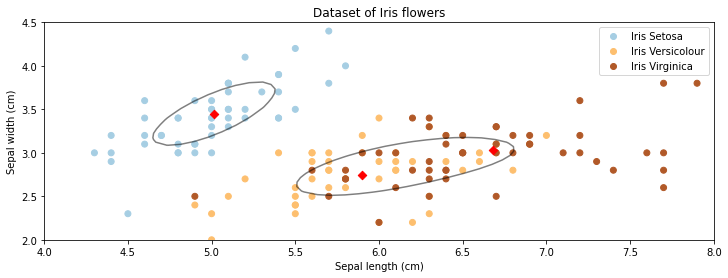 Dataset of Iris flowers
Iris Setosa
Iris Versicolour
Iris Virginica
Sepal width (cm)
4.5
4.0
3.5
3.0
2.5
2.0
4.0 4.5 5.0 5.5 6.0 6.5 7.0 7.5 8.0
Sepal length (cm)